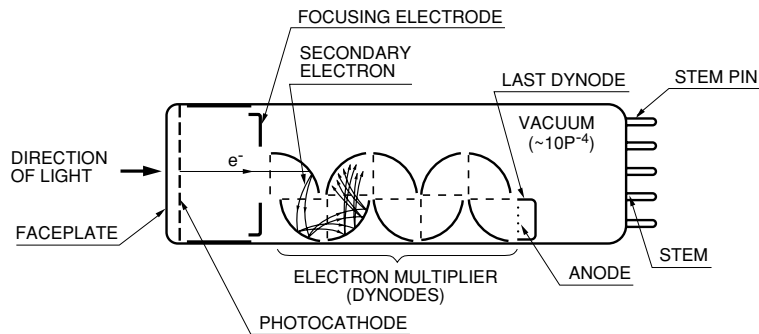 FOCUSING ELECTRODE
SECONDARY
ELECTRON
LAST DYNODE
STEM PIN
VACUUM
(~10P⁻⁴)
DIRECTION
OF LIGHT
e⁻
FACEPLATE
STEM
ELECTRON MULTIPLIER
(DYNODES)
ANODE
PHOTOCATHODE